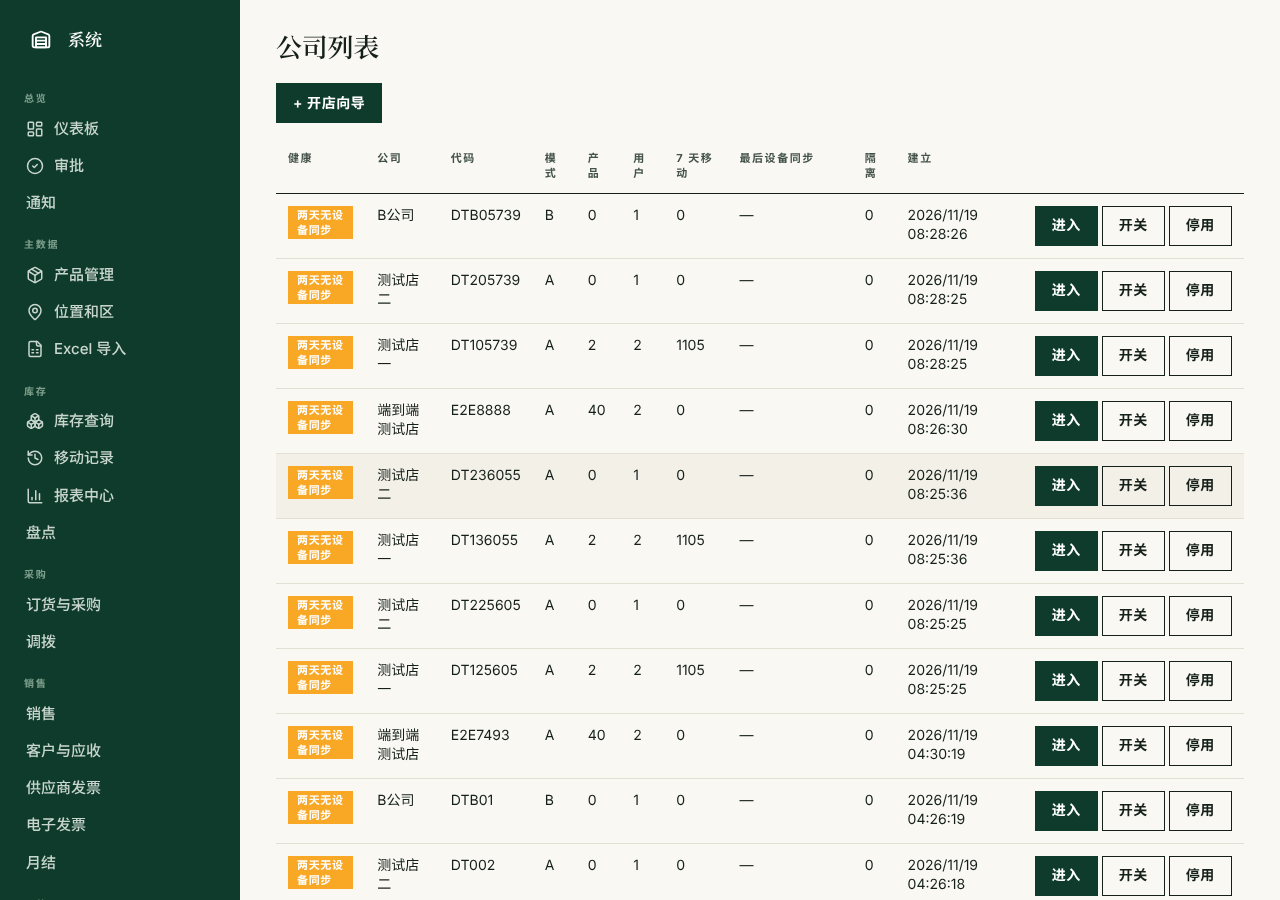 系统
总览
仪表板
审批
通知
主数据
产品管理
位置和区
Excel 导入
库存
库存查询
移动记录
报表中心
盘点
采购
订货与采购
调拨
销售
销售
客户与应收
供应商发票
电子发票
月结
公司列表
+ 开店向导
健康 公司 代码 模式 产品 用户 7 天移动 最后设备同步 隔离 建立
两天无设备同步 B公司 DTB05739 B 0 1 0 — 0 2026/11/19 08:28:26 进入 开关 停用
两天无设备同步 测试店二 DT205739 A 0 1 0 — 0 2026/11/19 08:28:25 进入 开关 停用
两天无设备同步 测试店一 DT105739 A 2 2 1105 — 0 2026/11/19 08:28:25 进入 开关 停用
两天无设备同步 端到端测试店 E2E8888 A 40 2 0 — 0 2026/11/19 08:26:30 进入 开关 停用
两天无设备同步 测试店二 DT236055 A 0 1 0 — 0 2026/11/19 08:25:36 进入 开关 停用
两天无设备同步 测试店一 DT136055 A 2 2 1105 — 0 2026/11/19 08:25:36 进入 开关 停用
两天无设备同步 测试店二 DT225605 A 0 1 0 — 0 2026/11/19 08:25:25 进入 开关 停用
两天无设备同步 测试店一 DT125605 A 2 2 1105 — 0 2026/11/19 08:25:25 进入 开关 停用
两天无设备同步 端到端测试店 E2E7493 A 40 2 0 — 0 2026/11/19 04:30:19 进入 开关 停用
两天无设备同步 B公司 DTB01 B 0 1 0 — 0 2026/11/19 04:26:19 进入 开关 停用
两天无设备同步 测试店二 DT002 A 0 1 0 — 0 2026/11/19 04:26:18 进入 开关 停用